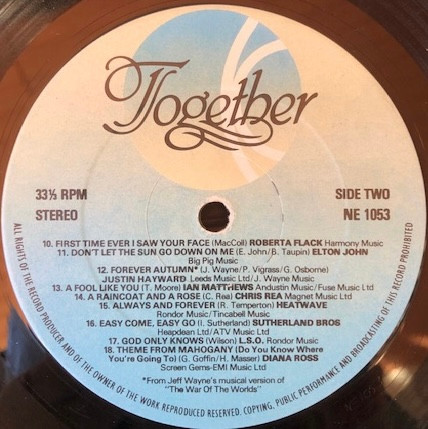 Together
33⅓ RPM
STEREO
SIDE TWO
NE 1053
10. FIRST TIME EVER I SAW YOUR FACE (MacColl) ROBERTA FLACK Harmony Music
11. DON'T LET THE SUN GO DOWN ON ME (E. John/B. Taupin) ELTON JOHN
Big Pig Music
12. FOREVER AUTUMN* (J. Wayne/P. Vigrass/G. Osborne)
JUSTIN HAYWARD Leeds Music Ltd/J. Wayne Music
13. A FOOL LIKE YOU (T. Moore) IAN MATTHEWS Andustin Music/Fuse Music Ltd
14. A RAINCOAT AND A ROSE (C. Rea) CHRIS REA Magnet Music Ltd
15. ALWAYS AND FOREVER (R. Temperton) HEATWAVE
Rondor Music/Tincabell Music
16. EASY COME, EASY GO (I. Sutherland) SUTHERLAND BROS
Heapdean Ltd/ATV Music Ltd
17. GOD ONLY KNOWS (Wilson) L.S.O. Rondor Music
18. THEME FROM MAHOGANY (Do You Know Where
You're Going To) (G. Goffin/H. Masser) DIANA ROSS
Screen Gems-EMI Music Ltd
*From Jeff Wayne's musical version of
"The War Of The Worlds"
ALL RIGHTS OF THE RECORD PRODUCER AND OF THE OWNER OF THE WORK REPRODUCED RESERVED. COPYING, PUBLIC PERFORMANCE AND BROADCASTING OF THIS RECORD PROHIBITED